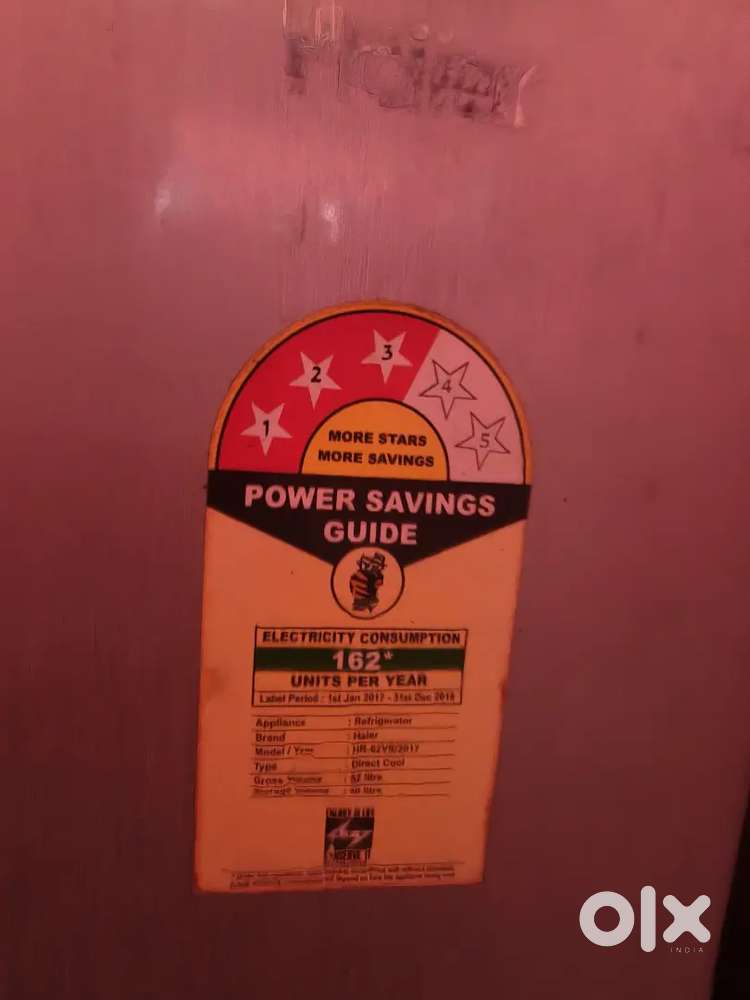 1
2
3
4
5
MORE STARS
MORE SAVINGS
POWER SAVINGS
GUIDE
ELECTRICITY CONSUMPTION
162*
UNITS PER YEAR
Label Period : 1st Jan 2017 - 31st Dec 2018
Appliance : Refrigerator
Brand : Haier
Model / Year : HR-62VS/2017
Type : Direct Cool
Gross Volume : 52 litre
Storage Volume : litre
olx
INDIA